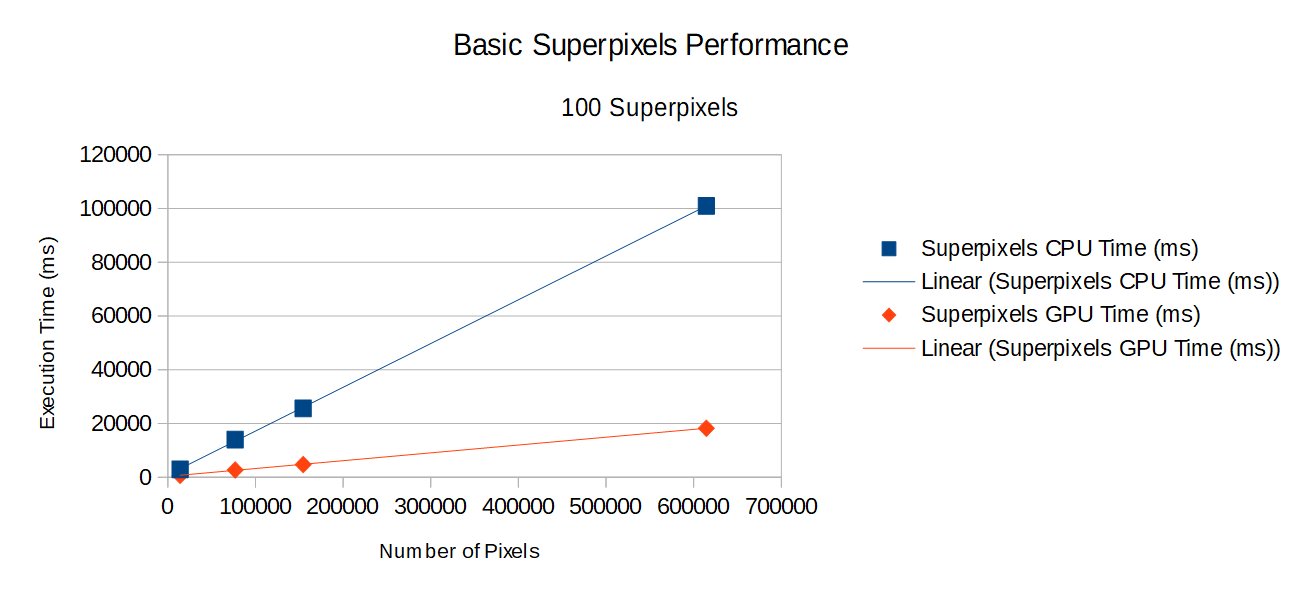 Basic Superpixels Performance
100 Superpixels
120000
100000
80000
60000
40000
20000
0
Execution Time (ms)
0 100000 200000 300000 400000 500000 600000 700000
Number of Pixels
Superpixels CPU Time (ms)
Linear (Superpixels CPU Time (ms))
Superpixels GPU Time (ms)
Linear (Superpixels GPU Time (ms))